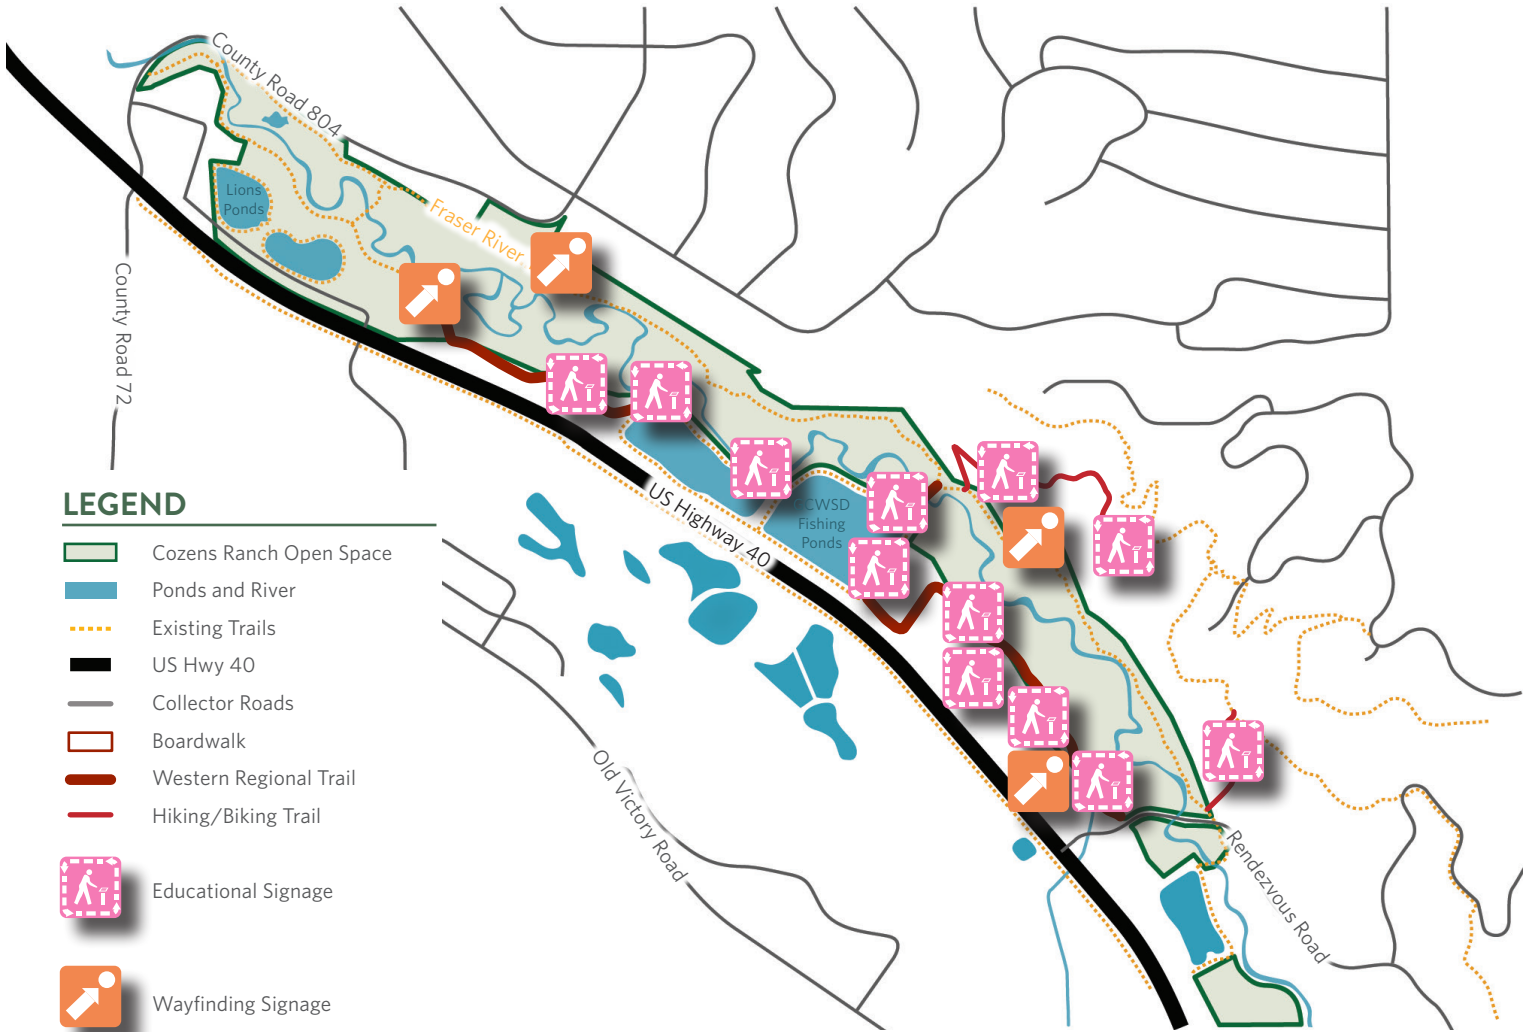 County Road 804
Lions
Ponds
Fraser River
County Road 72
US Highway 40
GCWSD
Fishing
Ponds
Old Victory Road
Rendezvous Road
LEGEND
Cozens Ranch Open Space
Ponds and River
Existing Trails
US Hwy 40
Collector Roads
Boardwalk
Western Regional Trail
Hiking/Biking Trail
Educational Signage
Wayfinding Signage